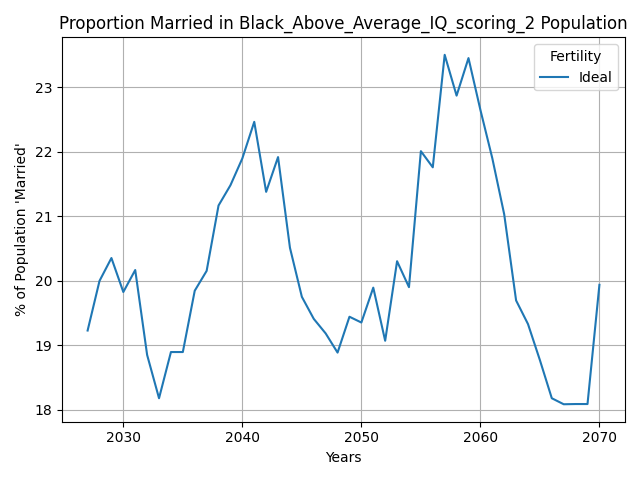 Proportion Married in Black_Above_Average_IQ_scoring_2 Population
Fertility
Ideal
% of Population 'Married'
23
22
21
20
19
18
2030 2040 2050 2060 2070
Years